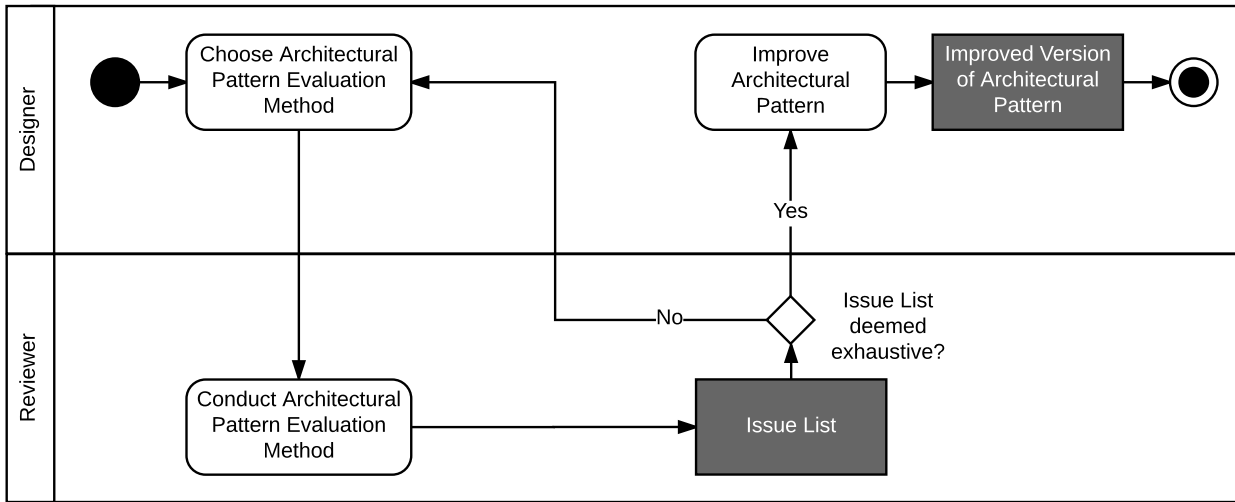 Designer
Choose Architectural
Pattern Evaluation
Method
Improve
Architectural
Pattern
Improved Version
of Architectural
Pattern
Yes
Reviewer
No
Issue List
deemed
exhaustive?
Conduct Architectural
Pattern Evaluation
Method
Issue List